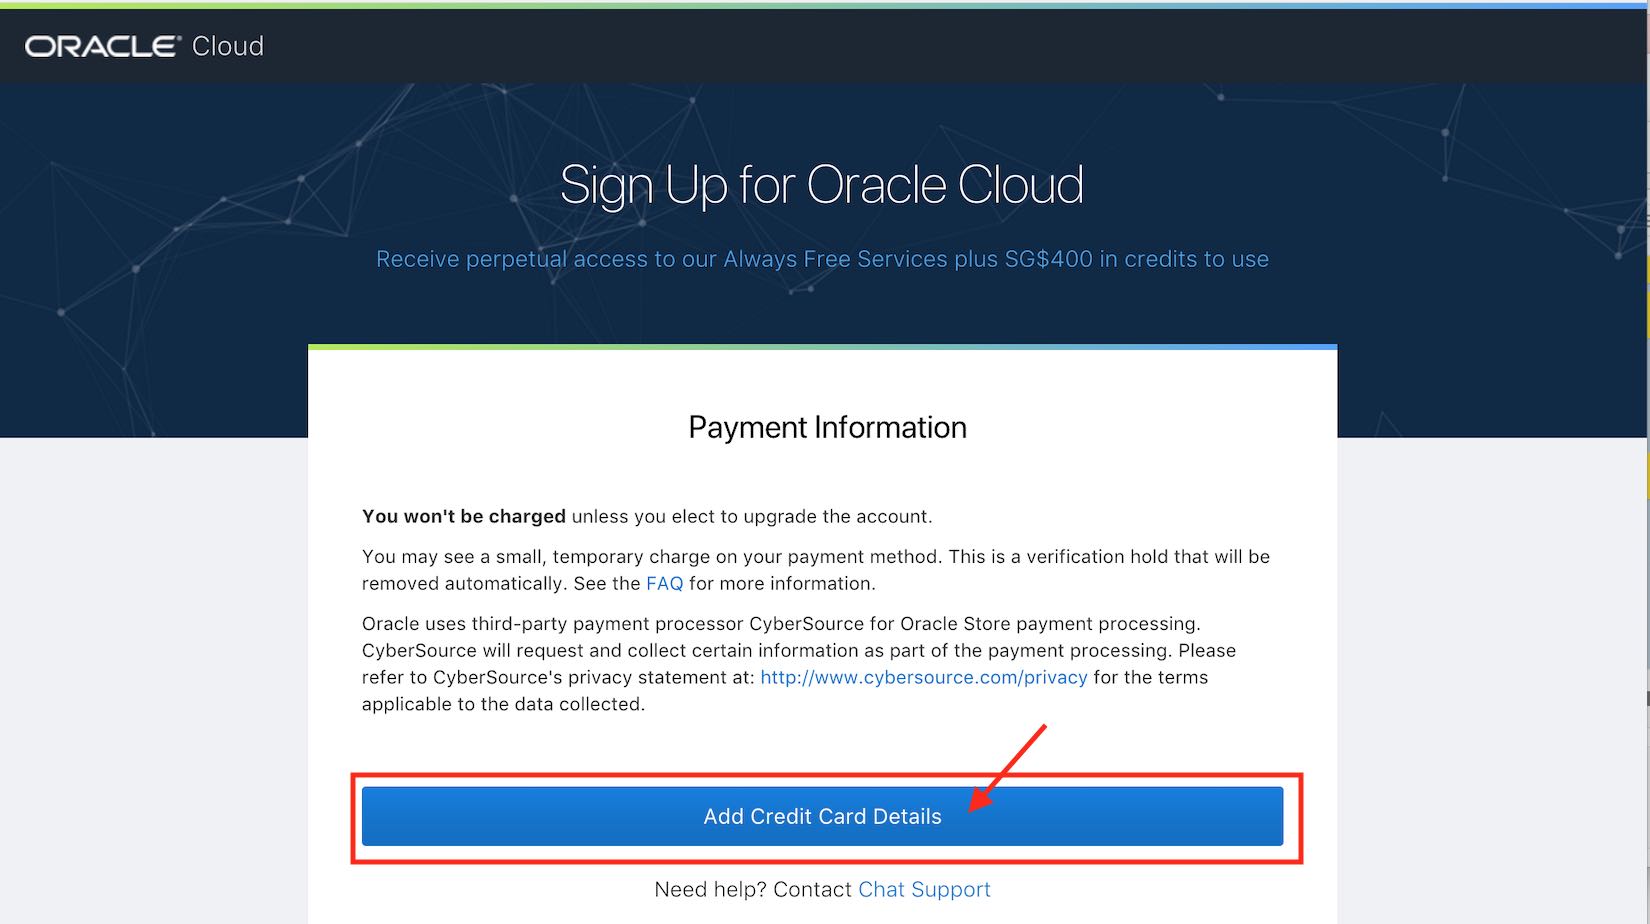 ORACLE® Cloud
Sign Up for Oracle Cloud
Receive perpetual access to our Always Free Services plus SG$400 in credits to use
Payment Information
You won't be charged unless you elect to upgrade the account.
You may see a small, temporary charge on your payment method. This is a verification hold that will be
removed automatically. See the FAQ for more information.
Oracle uses third-party payment processor CyberSource for Oracle Store payment processing.
CyberSource will request and collect certain information as part of the payment processing. Please
refer to CyberSource's privacy statement at: http://www.cybersource.com/privacy for the terms
applicable to the data collected.
Add Credit Card Details
Need help? Contact Chat Support